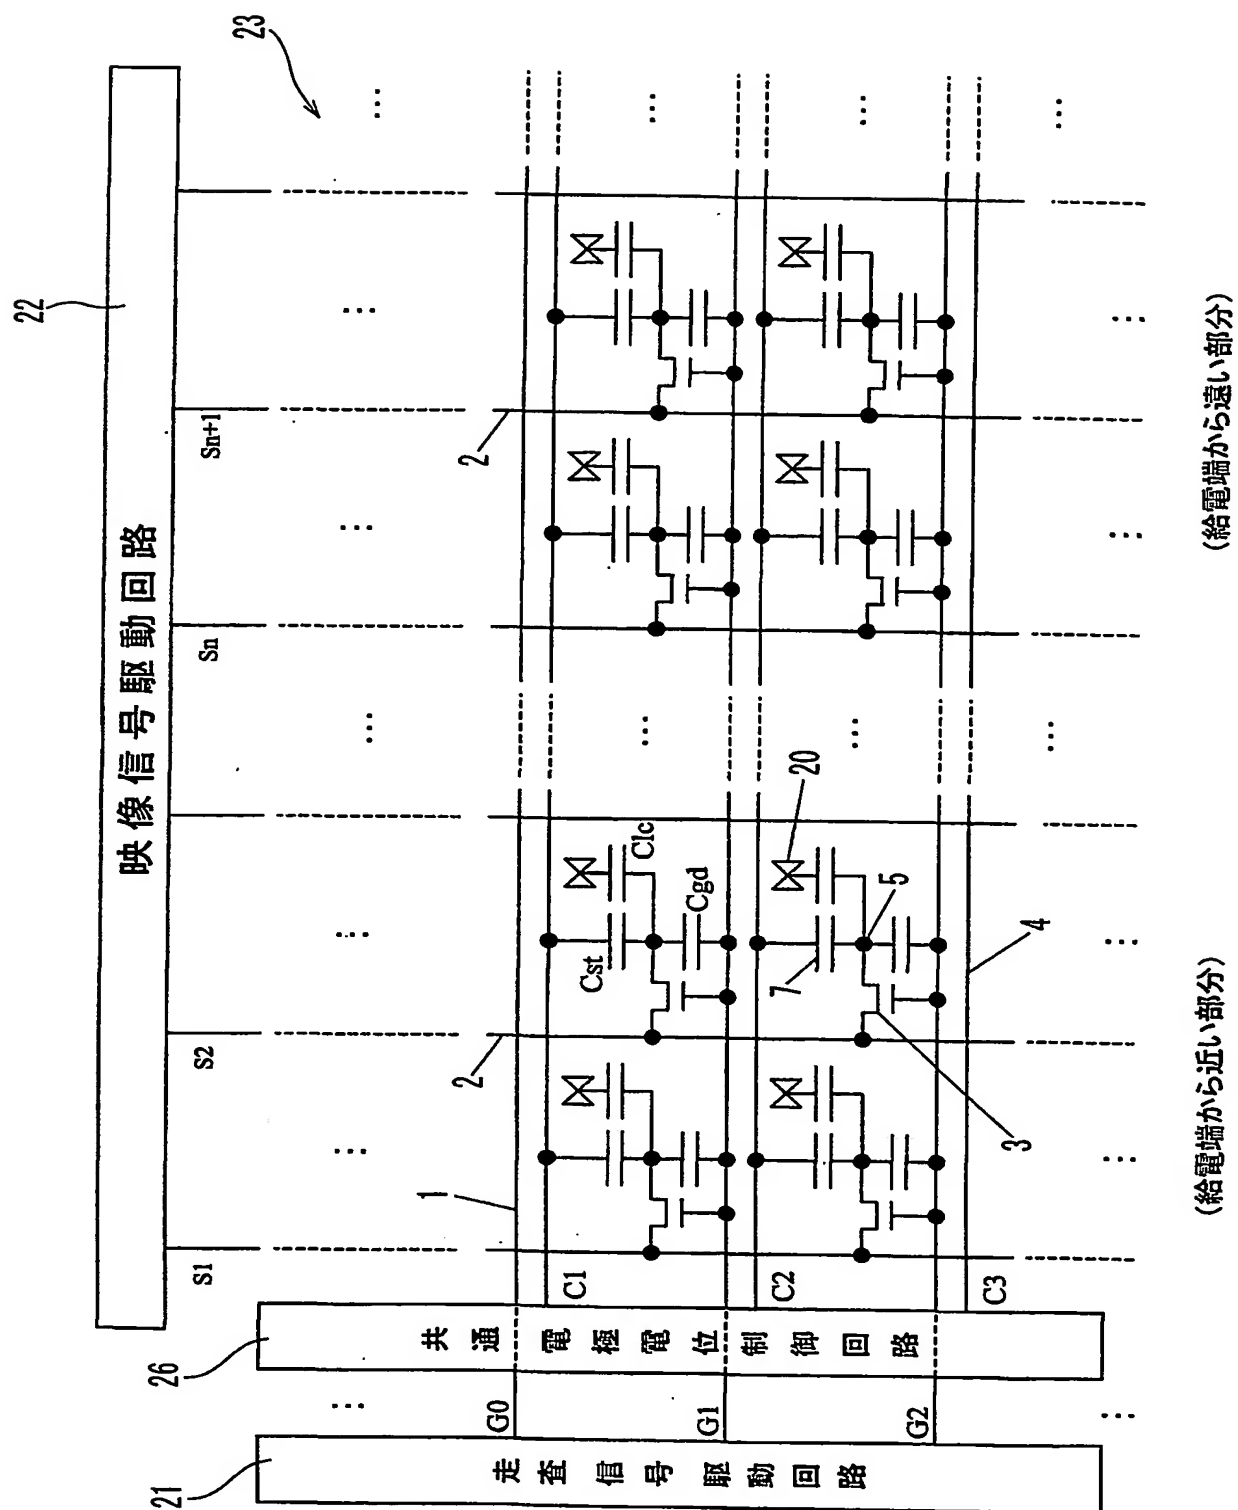 23
22
映像信号駆動回路
S1
S2
Sn
Sn+1
2
2
1
Clc
Cst
Cgd
20
5
7
4
3
C1
C2
C3
共通電極電位制御回路
26
G0
G1
G2
走査信号駆動回路
21
(給電端から近い部分)
(給電端から遠い部分)